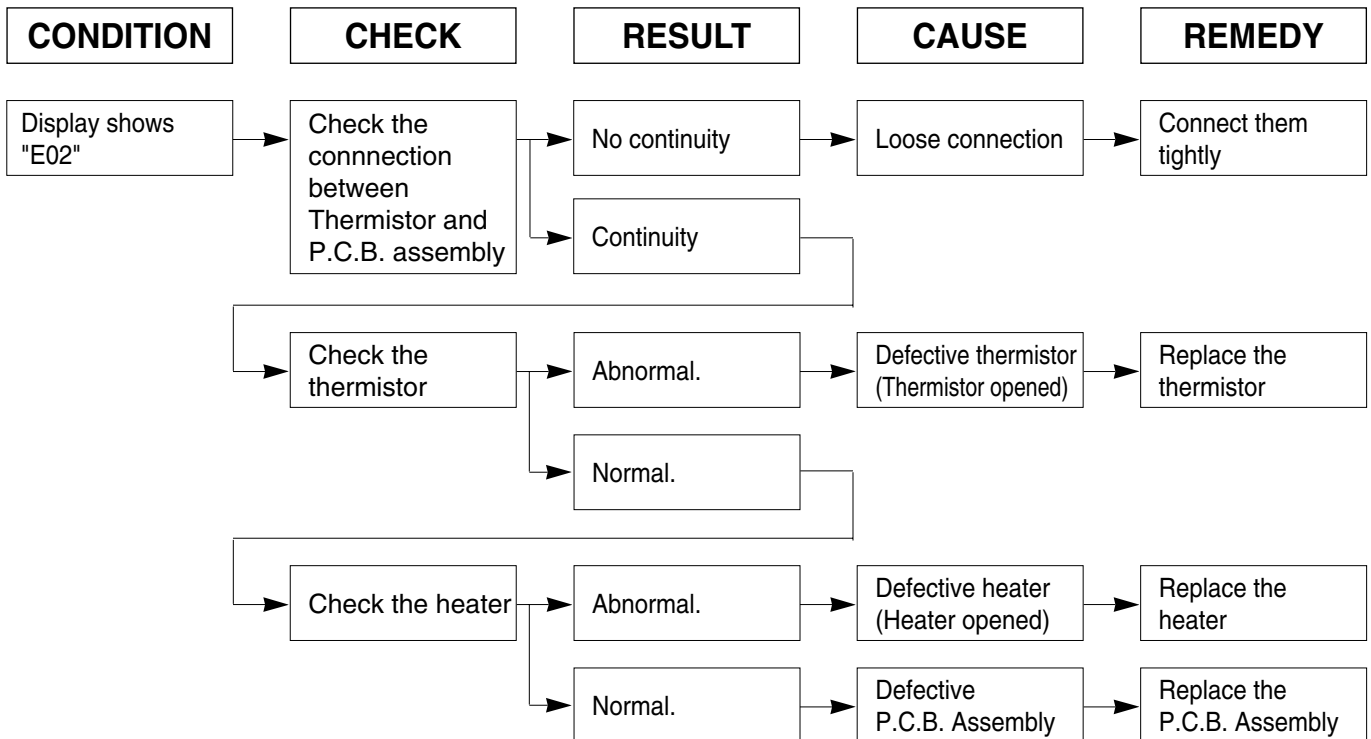 CONDITION
CHECK
RESULT
CAUSE
REMEDY
Display shows
"E02"
Check the
connnection
between
Thermistor and
P.C.B. assembly
No continuity
Loose connection
Connect them
tightly
Continuity
Check the
thermistor
Abnormal.
Defective thermistor
(Thermistor opened)
Replace the
thermistor
Normal.
Check the heater
Abnormal.
Defective heater
(Heater opened)
Replace the
heater
Normal.
Defective
P.C.B. Assembly
Replace the
P.C.B. Assembly